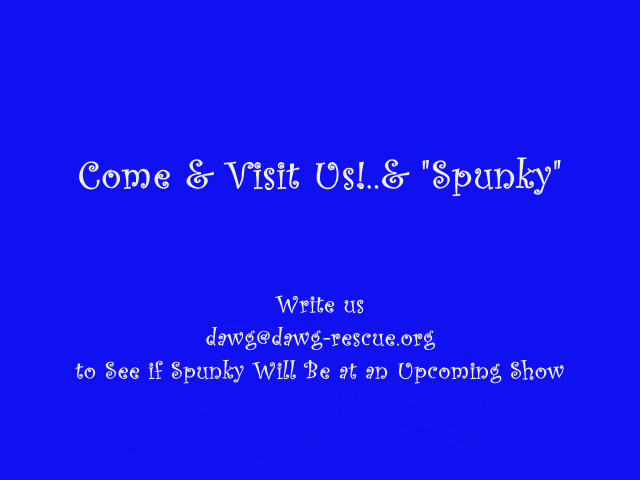 Come & Visit Us!..& "Spunky"
Write us
dawg@dawg-rescue.org
to See if Spunky Will Be at an Upcoming Show